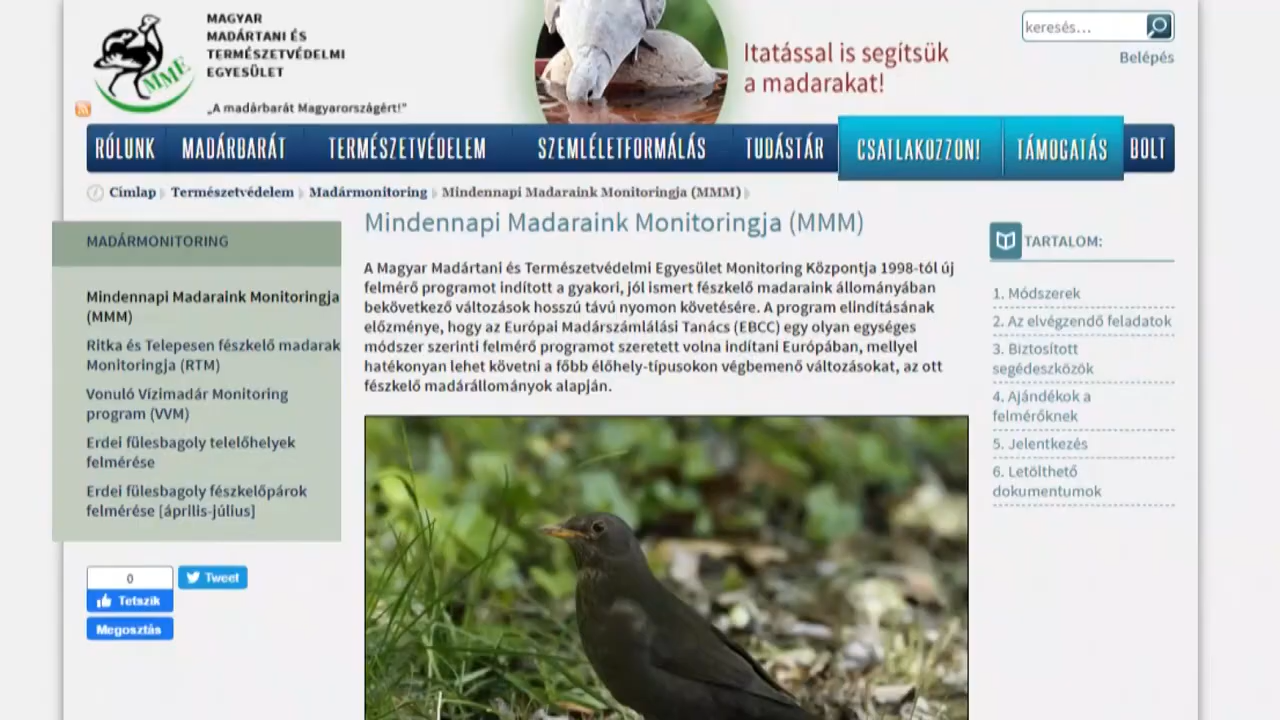 MAGYAR
MADÁRTANI ÉS
TERMÉSZETVÉDELMI
EGYESÜLET
MME
„A madárbarát Magyarországért!”
Itatással is segítsük
a madarakat!
keresés...
Belépés
RÓLUNK MADÁRBARÁT TERMÉSZETVÉDELEM SZEMLÉLETFORMÁLÁS TUDÁSTÁR CSATLAKOZZON! TÁMOGATÁS BOLT
Címlap Természetvédelem Madármonitoring Mindennapi Madaraink Monitoringja (MMM)
MADÁRMONITORING
Mindennapi Madaraink Monitoringja
(MMM)
Ritka és Telepesen fészkelő madarak
Monitoringja (RTM)
Vonuló Vízimadár Monitoring
program (VVM)
Erdei fülesbagoly telelőhelyek
felmérése
Erdei fülesbagoly fészkelőpárok
felmérése [április-július]
0
Tetszik
Tweet
Megosztás
Mindennapi Madaraink Monitoringja (MMM)
A Magyar Madártani és Természetvédelmi Egyesület Monitoring Központja 1998-tól új
felmérő programot indított a gyakori, jól ismert fészkelő madaraink állományában
bekövetkező változások hosszú távú nyomon követésére. A program elindításának
előzménye, hogy az Európai Madárszámlálási Tanács (EBCC) egy olyan egységes
módszer szerinti felmérő programot szeretett volna indítani Európában, mellyel
hatékonyan lehet követni a főbb élőhely-típusokon végbemenő változásokat, az ott
fészkelő madárállományok alapján.
TARTALOM:
1. Módszerek
2. Az elvégzendő feladatok
3. Biztosított
segédeszközök
4. Ajándékok a
felmérőknek
5. Jelentkezés
6. Letölthető
dokumentumok